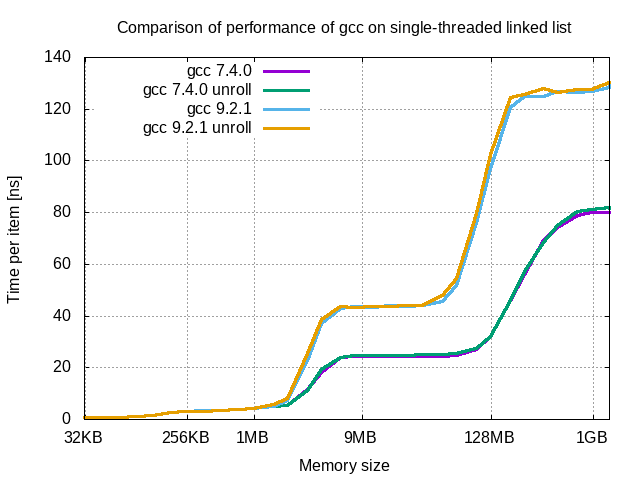 Comparison of performance of gcc on single-threaded linked list
140
120
100
80
60
40
20
0
Time per item [ns]
gcc 7.4.0
gcc 7.4.0 unroll
gcc 9.2.1
gcc 9.2.1 unroll
32KB 256KB 1MB 9MB 128MB 1GB
Memory size